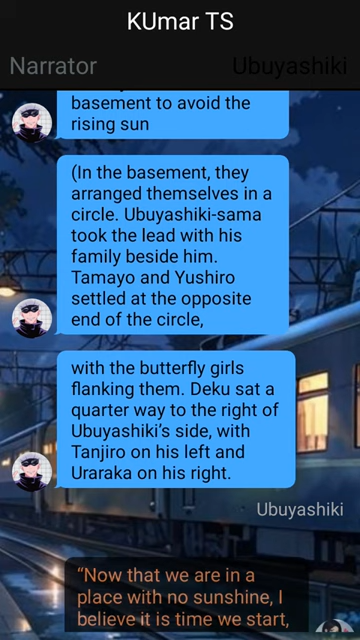 KUmar TS
Narrator
Ubuyashiki
basement to avoid the
rising sun
(In the basement, they
arranged themselves in a
circle. Ubuyashiki-sama
took the lead with his
family beside him.
Tamayo and Yushiro
settled at the opposite
end of the circle,
with the butterfly girls
flanking them. Deku sat a
quarter way to the right of
Ubuyashiki’s side, with
Tanjiro on his left and
Uraraka on his right.
Ubuyashiki
“Now that we are in a
place with no sunshine, I
believe it is time we start,